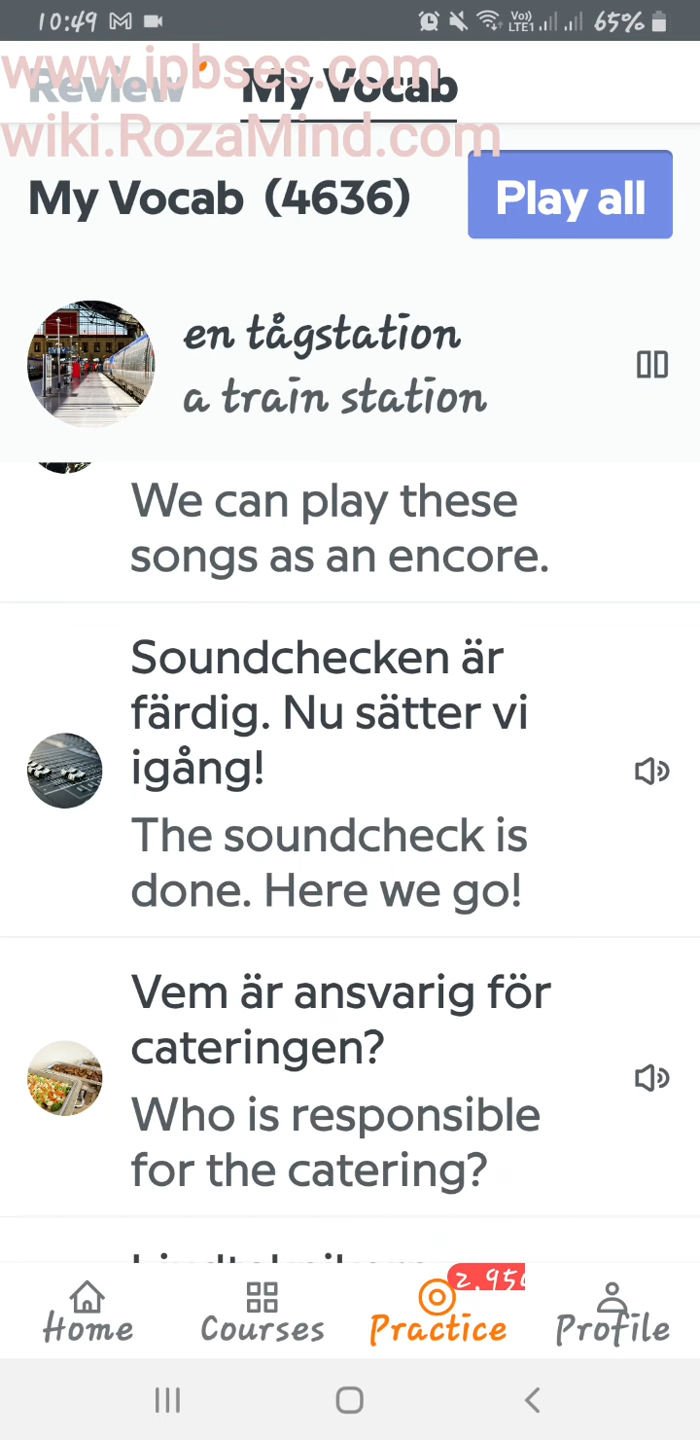 10:49
Vo)) LTE1 65%
www.ipbses.com
Review My Vocab
wiki.RozaMind.com
My Vocab (4636)
Play all
en tågstation
a train station
We can play these
songs as an encore.
Soundchecken är
färdig. Nu sätter vi
igång!
The soundcheck is
done. Here we go!
Vem är ansvarig för
cateringen?
Who is responsible
for the catering?
Home Courses Practice Profile